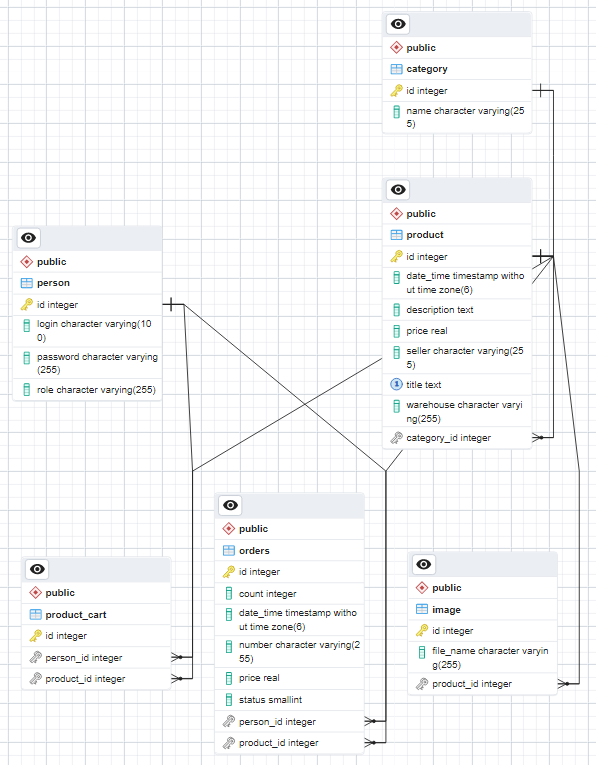 public
category
id integer
name character varying(25
5)
public
product
id integer
date_time timestamp witho
ut time zone(6)
description text
price real
seller character varying(25
5)
1 title text
warehouse character varyi
ng(255)
category_id integer
public
person
id integer
login character varying(10
0)
password character varying
(255)
role character varying(255)
public
orders
id integer
count integer
date_time timestamp witho
ut time zone(6)
number character varying(2
55)
price real
status smallint
person_id integer
product_id integer
public
product_cart
id integer
person_id integer
product_id integer
public
image
id integer
file_name character varyin
g(255)
product_id integer